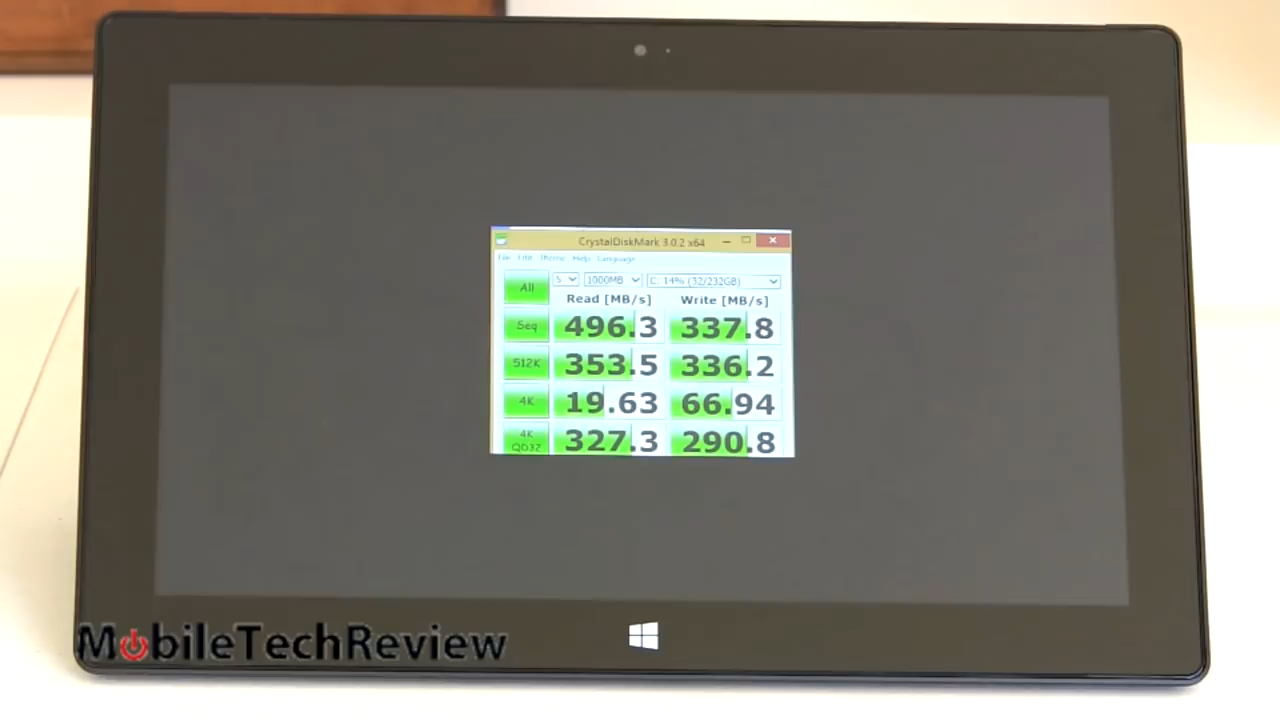 CrystalDiskMark 3.0.2 x64
File Edit Theme Help Language
All 5 1000MB C: 14% (32/232GB)
Read [MB/s] Write [MB/s]
Seq 496.3 337.8
512K 353.5 336.2
4K 19.63 66.94
4K QD32 327.3 290.8
MobileTechReview